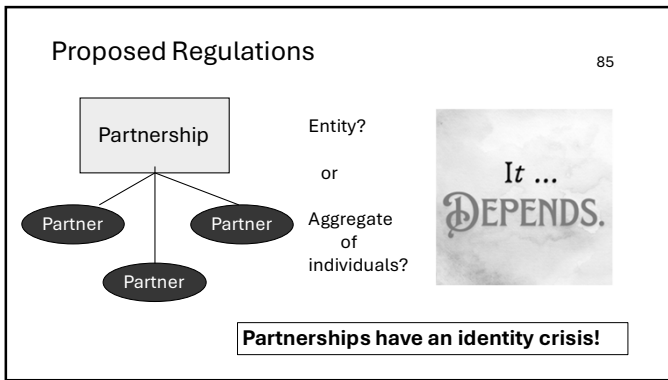 Proposed Regulations
85
Partnership
Partner
Partner
Partner
Entity?
or
Aggregate
of
individuals?
It ...
DEPENDS.
Partnerships have an identity crisis!